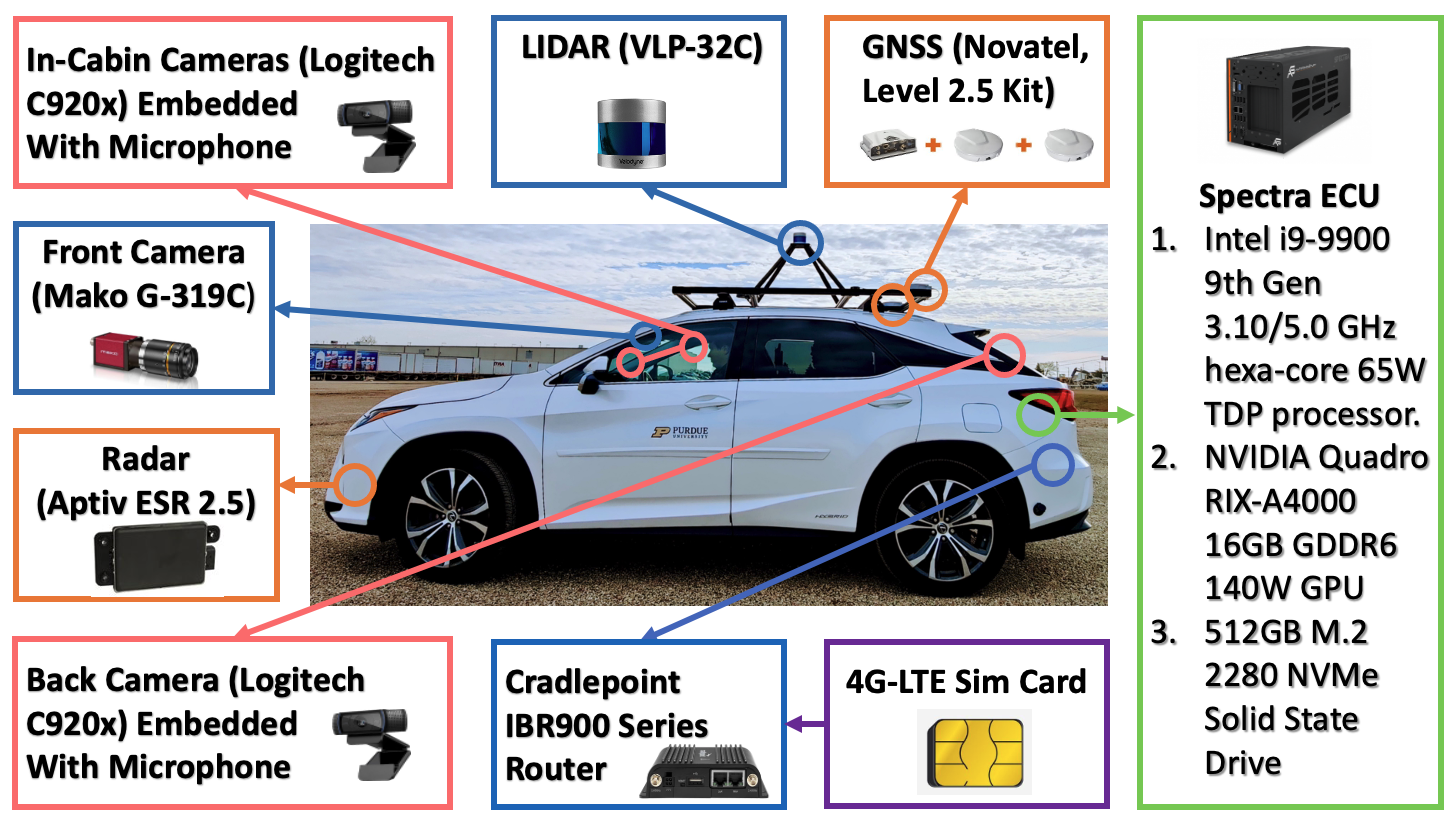 In-Cabin Cameras (Logitech
C920x) Embedded
With Microphone
LIDAR (VLP-32C)
Velodyne
GNSS (Novatel,
Level 2.5 Kit)
Front Camera
(Mako G-319C)
Radar
(Aptiv ESR 2.5)
PURDUE
UNIVERSITY
HYBRID
Back Camera (Logitech
C920x) Embedded
With Microphone
Cradlepoint
IBR900 Series
Router
4G-LTE Sim Card
Spectra ECU
1. Intel i9-9900
9th Gen
3.10/5.0 GHz
hexa-core 65W
TDP processor.
2. NVIDIA Quadro
RIX-A4000
16GB GDDR6
140W GPU
3. 512GB M.2
2280 NVMe
Solid State
Drive